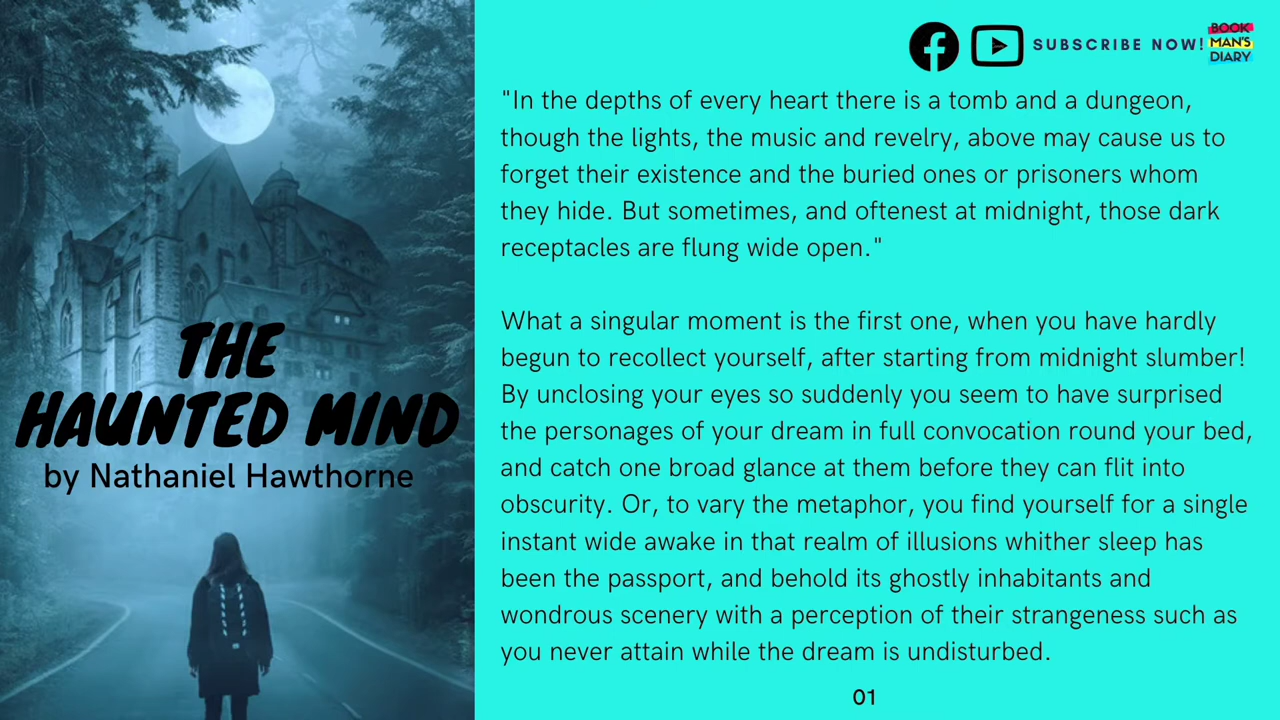 THE
HAUNTED MIND
by Nathaniel Hawthorne
SUBSCRIBE NOW!
BOOK
MAN'S
DIARY
"In the depths of every heart there is a tomb and a dungeon,
though the lights, the music and revelry, above may cause us to
forget their existence and the buried ones or prisoners whom
they hide. But sometimes, and oftenest at midnight, those dark
receptacles are flung wide open."
What a singular moment is the first one, when you have hardly
begun to recollect yourself, after starting from midnight slumber!
By unclosing your eyes so suddenly you seem to have surprised
the personages of your dream in full convocation round your bed,
and catch one broad glance at them before they can flit into
obscurity. Or, to vary the metaphor, you find yourself for a single
instant wide awake in that realm of illusions whither sleep has
been the passport, and behold its ghostly inhabitants and
wondrous scenery with a perception of their strangeness such as
you never attain while the dream is undisturbed.
01